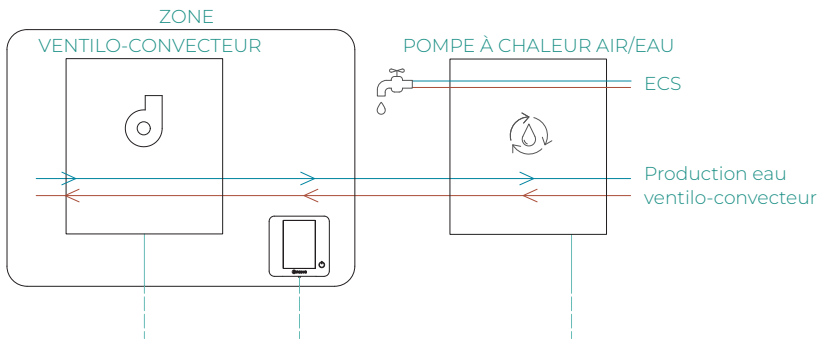 ZONE
VENTILO-CONVECTEUR
POMPE À CHALEUR AIR/EAU
ECS
Production eau
ventilo-convecteur